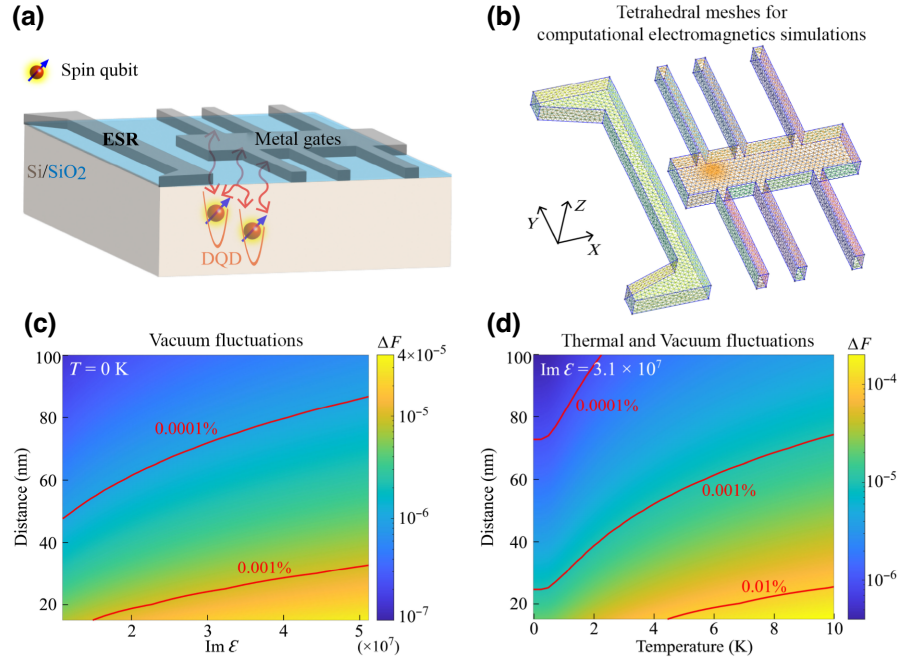 (a)
Spin qubit
ESR
Metal gates
Si/SiO2
DQD
(b)
Tetrahedral meshes for
computational electromagnetics simulations
Y
Z
X
(c)
Vacuum fluctuations
ΔF
T = 0 K
0.0001%
0.001%
100
80
60
40
20
Distance (nm)
2
3
4
5
Im ℰ
(×10⁷)
4×10⁻⁵
10⁻⁵
10⁻⁶
10⁻⁷
(d)
Thermal and Vacuum fluctuations
ΔF
Im ℰ = 3.1 × 10⁷
0.0001%
0.001%
0.01%
100
80
60
40
20
Distance (nm)
0
2
4
6
8
10
Temperature (K)
10⁻⁴
10⁻⁵
10⁻⁶